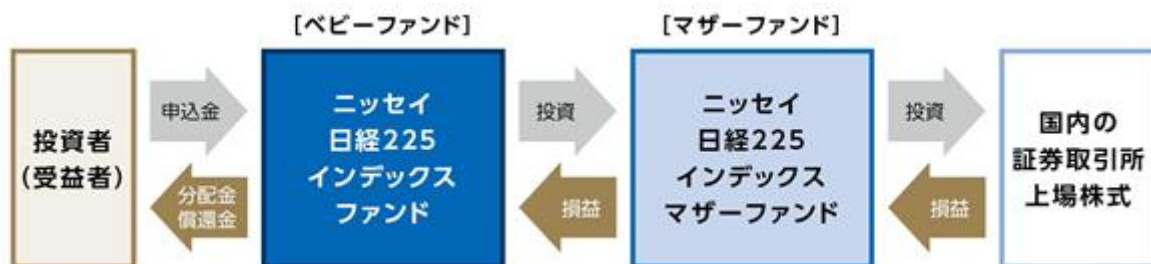 [ベビーファンド]
[マザーファンド]
投資者
(受益者)
申込金
分配金
償還金
ニッセイ
日経225
インデックス
ファンド
投資
損益
ニッセイ
日経225
インデックス
マザーファンド
投資
損益
国内の
証券取引所
上場株式